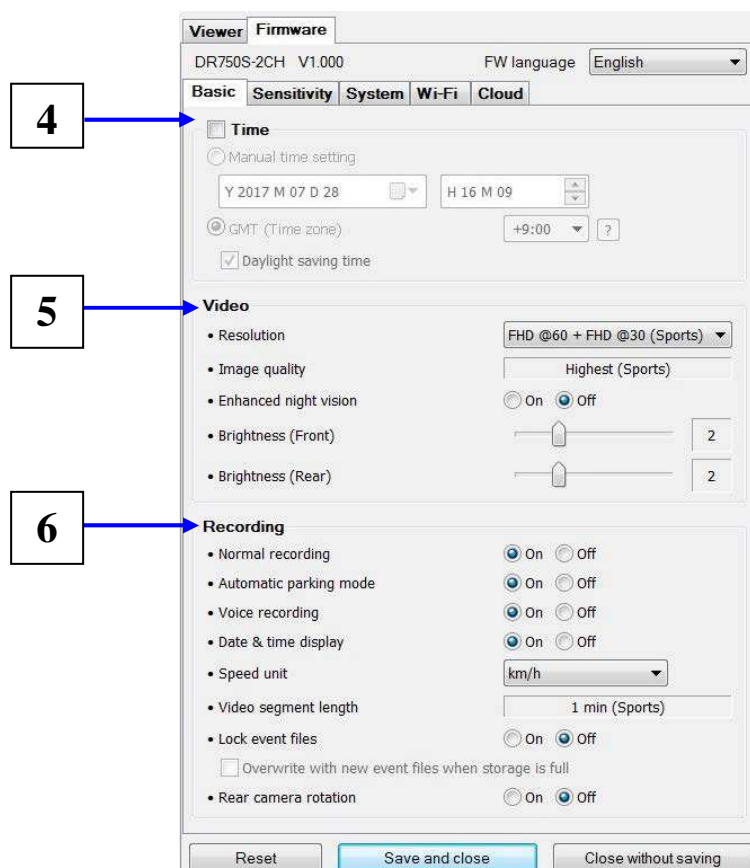 Viewer Firmware
DR750S-2CH V1.000 FW language English
Basic Sensitivity System Wi-Fi Cloud
4
Time
Manual time setting
Y 2017 M 07 D 28 H 16 M 09
GMT (Time zone) +9:00 ?
Daylight saving time
5
Video
• Resolution FHD @60 + FHD @30 (Sports)
• Image quality Highest (Sports)
• Enhanced night vision On Off
• Brightness (Front) 2
• Brightness (Rear) 2
6
Recording
• Normal recording On Off
• Automatic parking mode On Off
• Voice recording On Off
• Date & time display On Off
• Speed unit km/h
• Video segment length 1 min (Sports)
• Lock event files On Off
Overwrite with new event files when storage is full
• Rear camera rotation On Off
Reset Save and close Close without saving